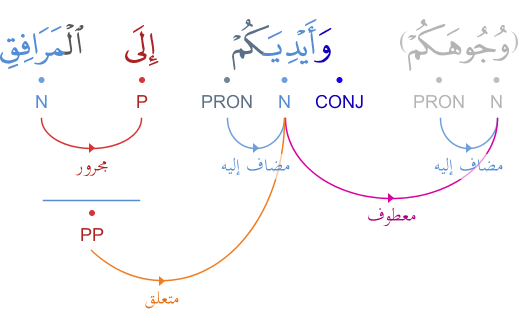 (وُجُوهَكُمْ) وَأَيْدِيَكُمْ إِلَى ٱلْمَرَافِقِ
N PRON CONJ N PRON P N
مضاف إليه مضاف إليه مجرور
معطوف
PP
متعلق